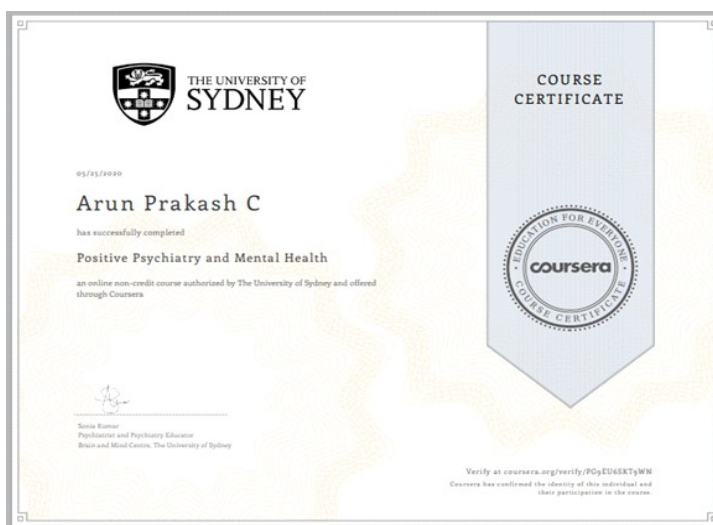 THE UNIVERSITY OF
SYDNEY
COURSE
CERTIFICATE
05/25/2020
Arun Prakash C
has successfully completed
Positive Psychiatry and Mental Health
an online non-credit course authorized by The University of Sydney and offered
through Coursera
EDUCATION FOR EVERYONE
coursera
COURSE CERTIFICATE
Sonia Kumar
Psychiatrist and Psychiatry Educator
Brain and Mind Centre, The University of Sydney
Verify at coursera.org/verify/PG9EU6SKT9WN
Coursera has confirmed the identity of this individual and
their participation in the course.